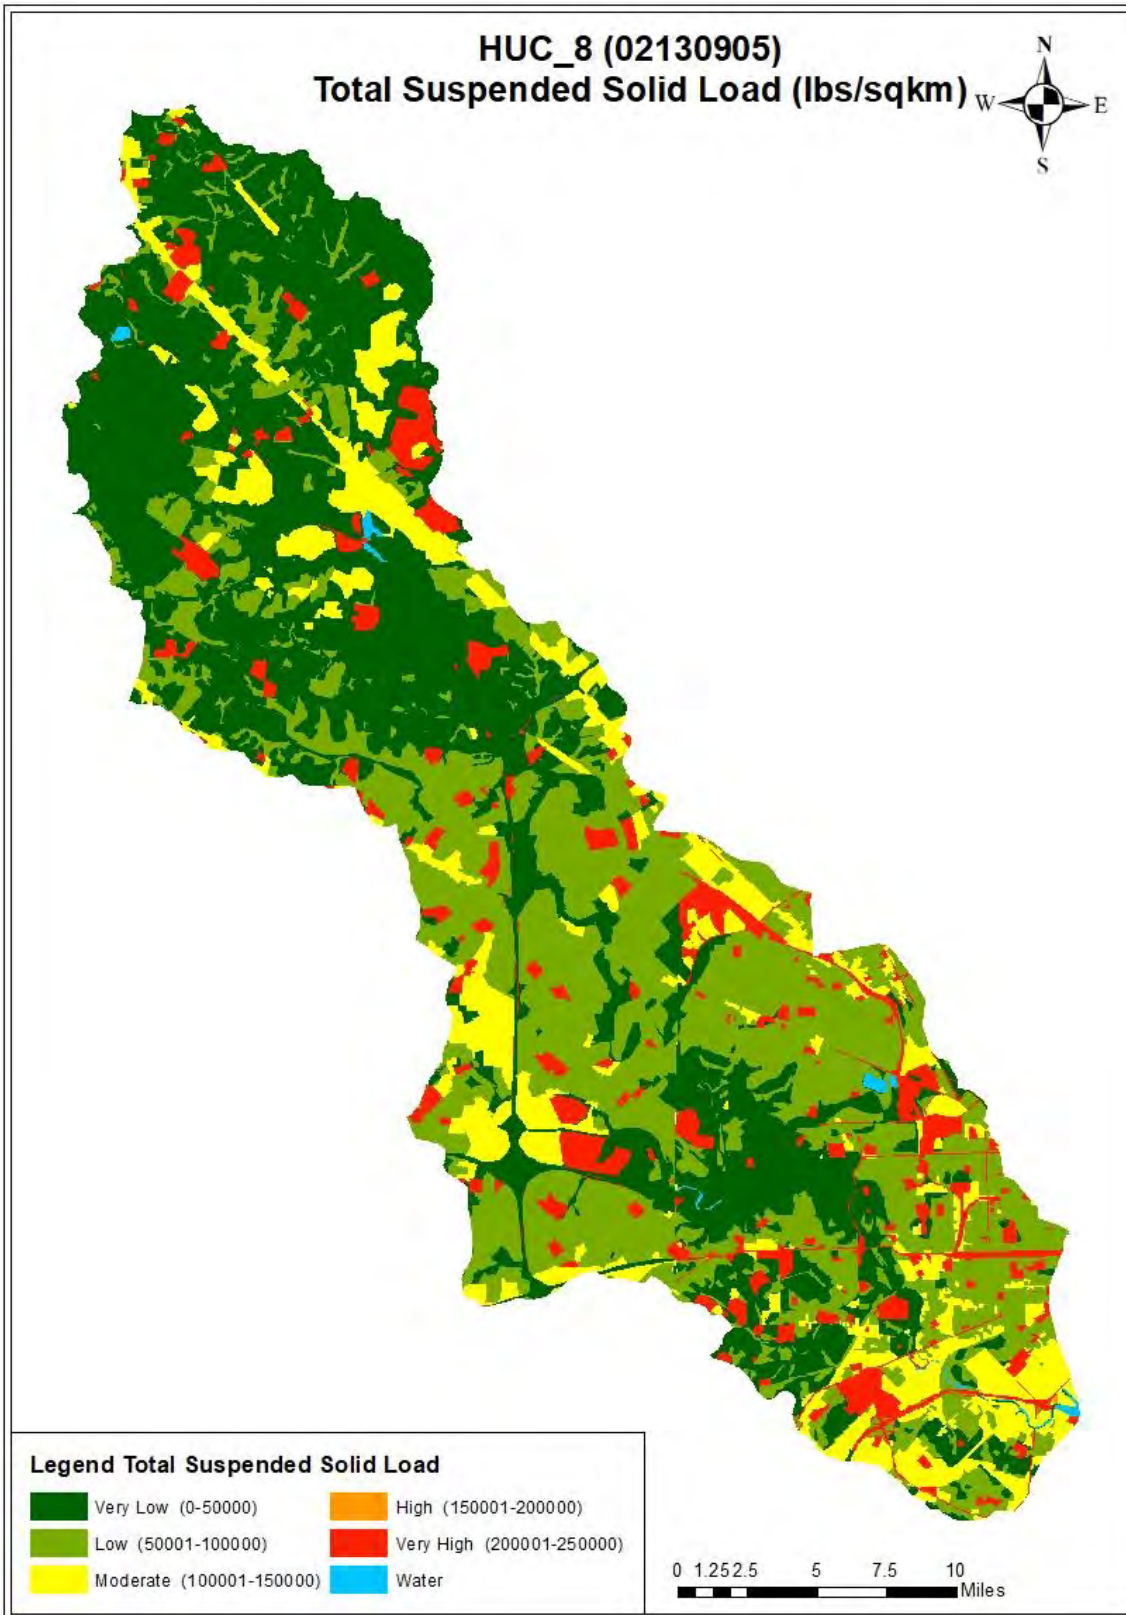 HUC_8 (02130905)
Total Suspended Solid Load (lbs/sqkm)
N
W E
S
Legend Total Suspended Solid Load
Very Low (0-50000)
High (150001-200000)
Low (50001-100000)
Very High (200001-250000)
Moderate (100001-150000)
Water
0 1.25 2.5 5 7.5 10
Miles